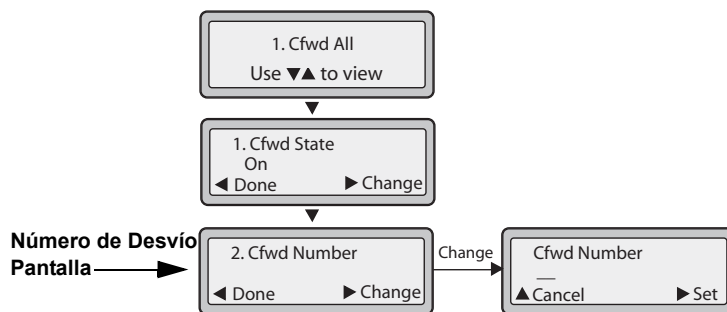 1. Cfwd All
Use ▼▲ to view
▼
1. Cfwd State
On
◀ Done ▶ Change
▼
Número de Desvío
Pantalla
2. Cfwd Number
◀ Done ▶ Change
Change
Cfwd Number
__
▲ Cancel ▶ Set